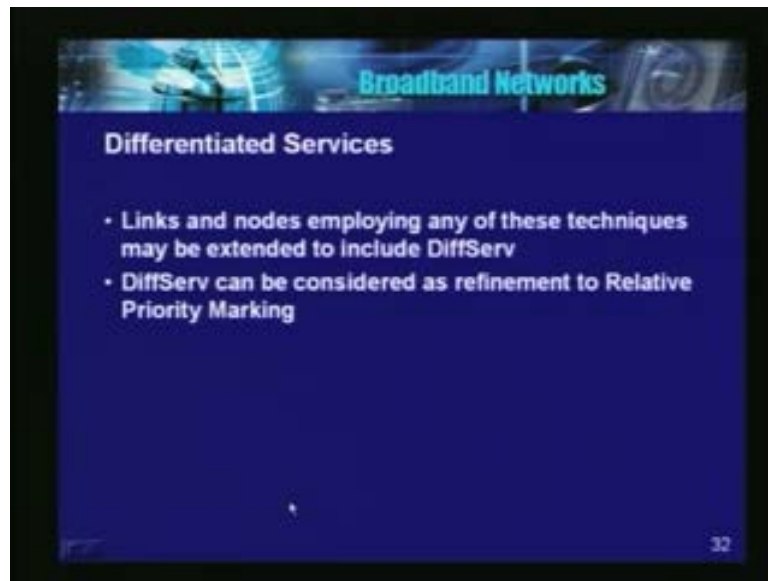 Broadband Networks
Differentiated Services
• Links and nodes employing any of these techniques
may be extended to include DiffServ
• DiffServ can be considered as refinement to Relative
Priority Marking
32